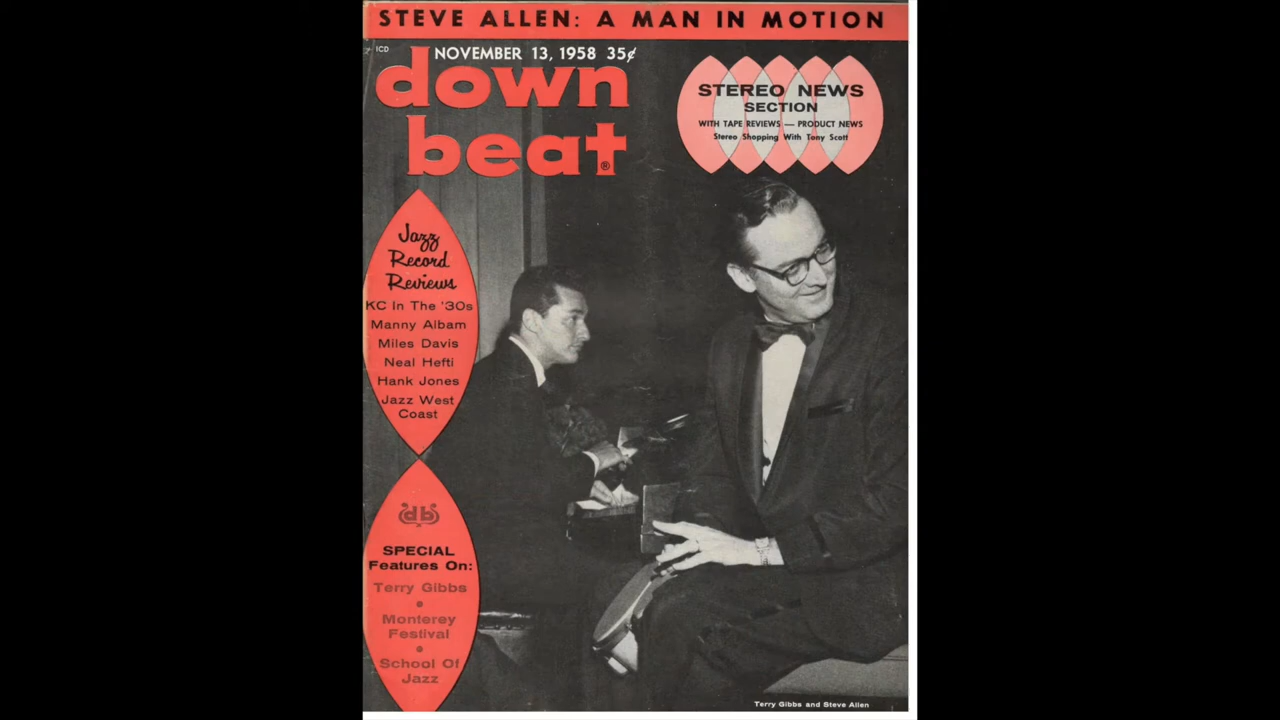 STEVE ALLEN: A MAN IN MOTION
ICD
NOVEMBER 13, 1958 35¢
down
beat®
STEREO NEWS
SECTION
WITH TAPE REVIEWS — PRODUCT NEWS
Stereo Shopping With Tony Scott
Jazz
Record
Reviews
KC In The '30s
Manny Albam
Miles Davis
Neal Hefti
Hank Jones
Jazz West
Coast
db
SPECIAL
Features On:
Terry Gibbs
•
Monterey
Festival
•
School Of
Jazz
Terry Gibbs and Steve Allen